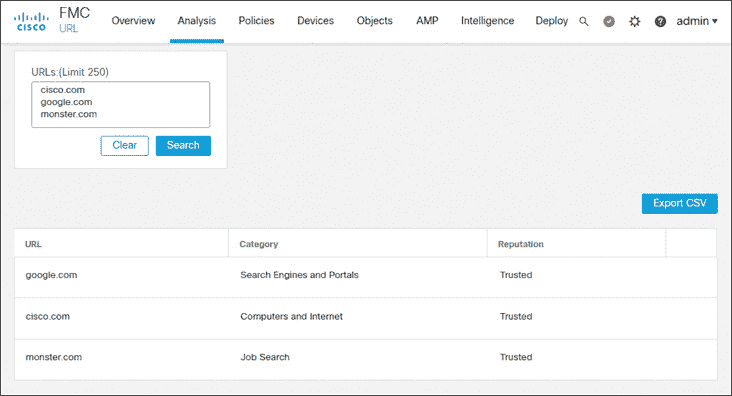 CISCO
FMC
URL
Overview Analysis Policies Devices Objects AMP Intelligence Deploy admin
URLs:(Limit 250)
cisco.com
google.com
monster.com
Clear Search
Export CSV
URL Category Reputation
google.com Search Engines and Portals Trusted
cisco.com Computers and Internet Trusted
monster.com Job Search Trusted